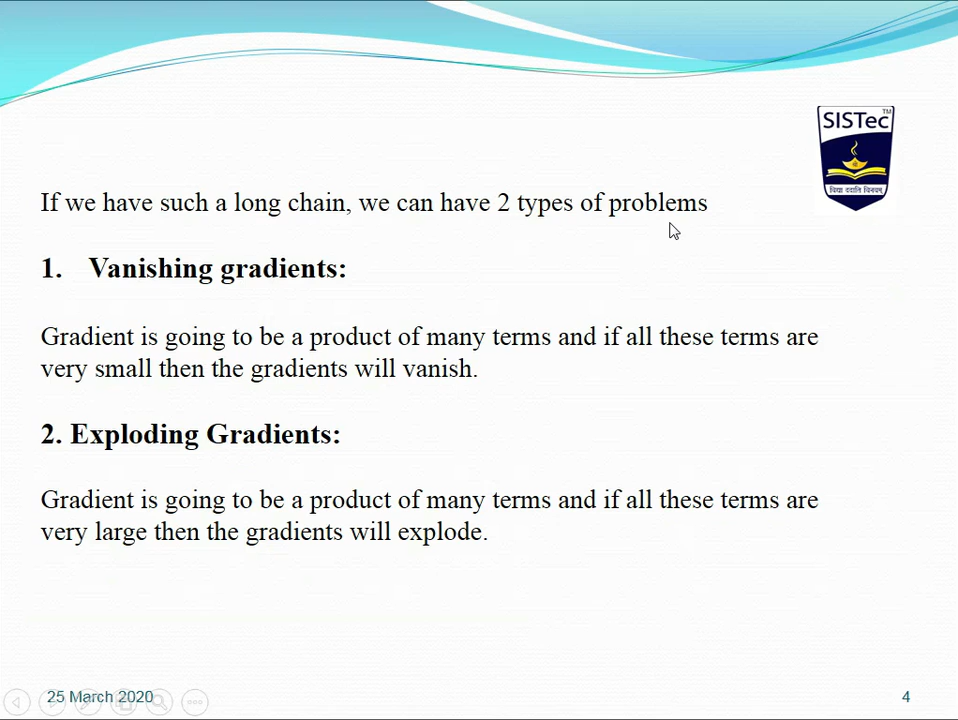 SISTec™
विद्या ददाति विनयम्
If we have such a long chain, we can have 2 types of problems
1. Vanishing gradients:
Gradient is going to be a product of many terms and if all these terms are
very small then the gradients will vanish.
2. Exploding Gradients:
Gradient is going to be a product of many terms and if all these terms are
very large then the gradients will explode.
25 March 2020
4